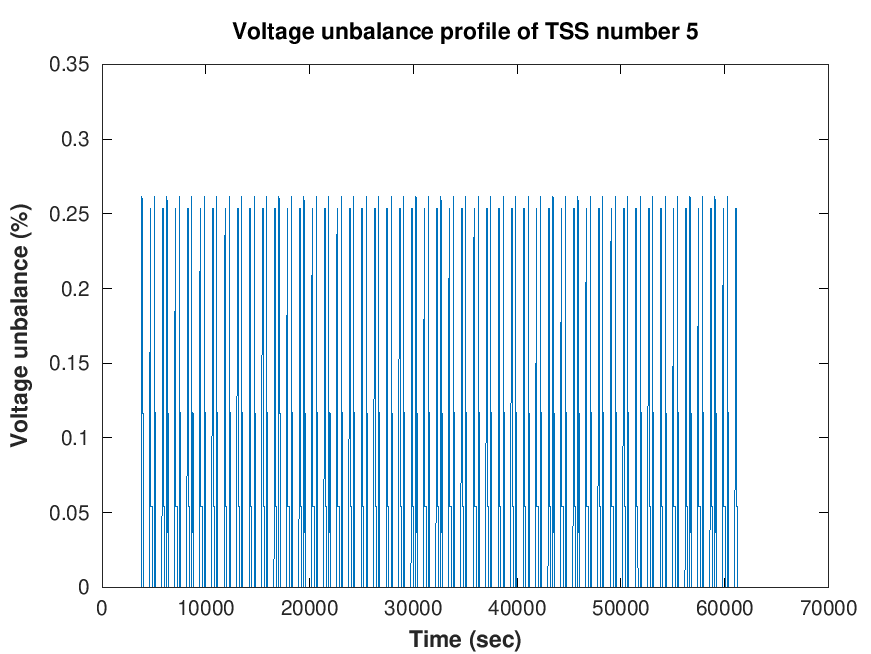 Voltage unbalance profile of TSS number 5
0.35
0.3
0.25
0.2
0.15
0.1
0.05
0
Voltage unbalance (%)
0 10000 20000 30000 40000 50000 60000 70000
Time (sec)